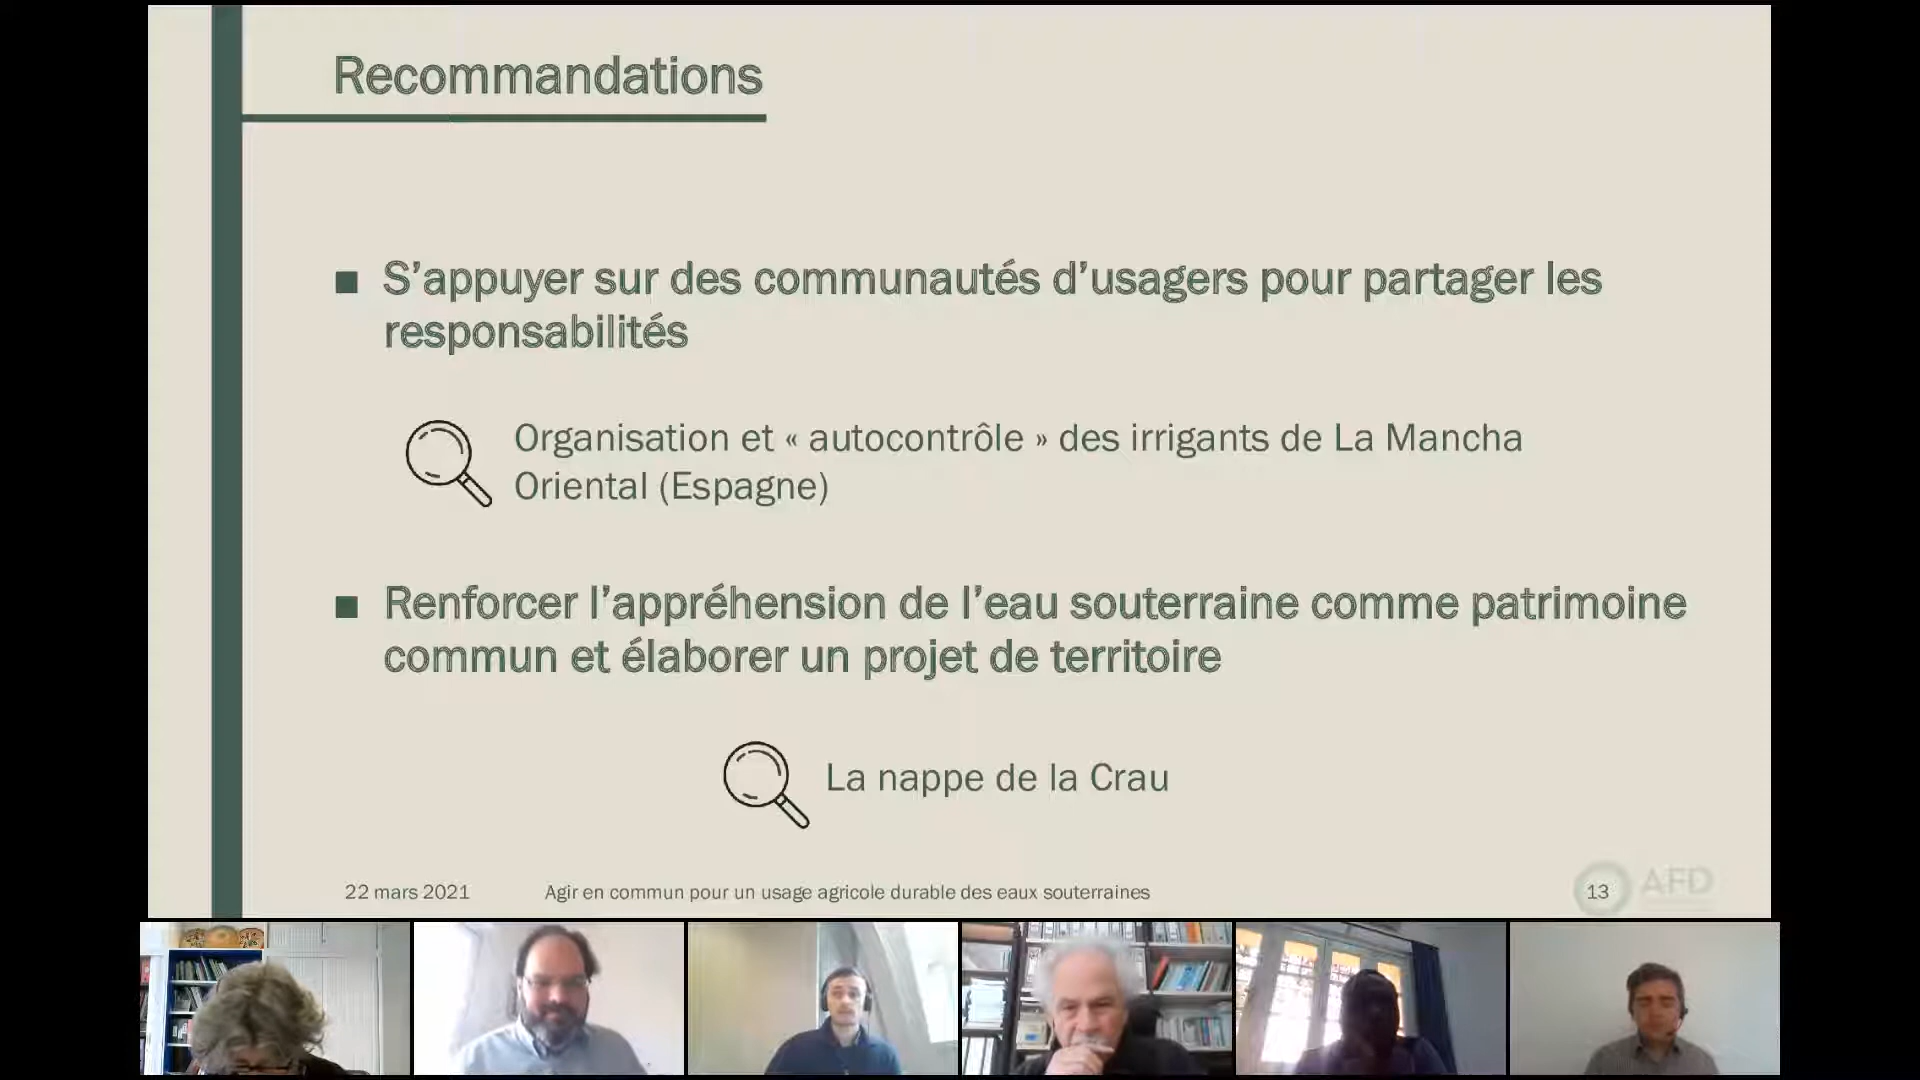 Recommandations
■ S’appuyer sur des communautés d’usagers pour partager les
responsabilités
Organisation et « autocontrôle » des irrigants de La Mancha
Oriental (Espagne)
■ Renforcer l’appréhension de l’eau souterraine comme patrimoine
commun et élaborer un projet de territoire
La nappe de la Crau
22 mars 2021 Agir en commun pour un usage agricole durable des eaux souterraines 13 AFD